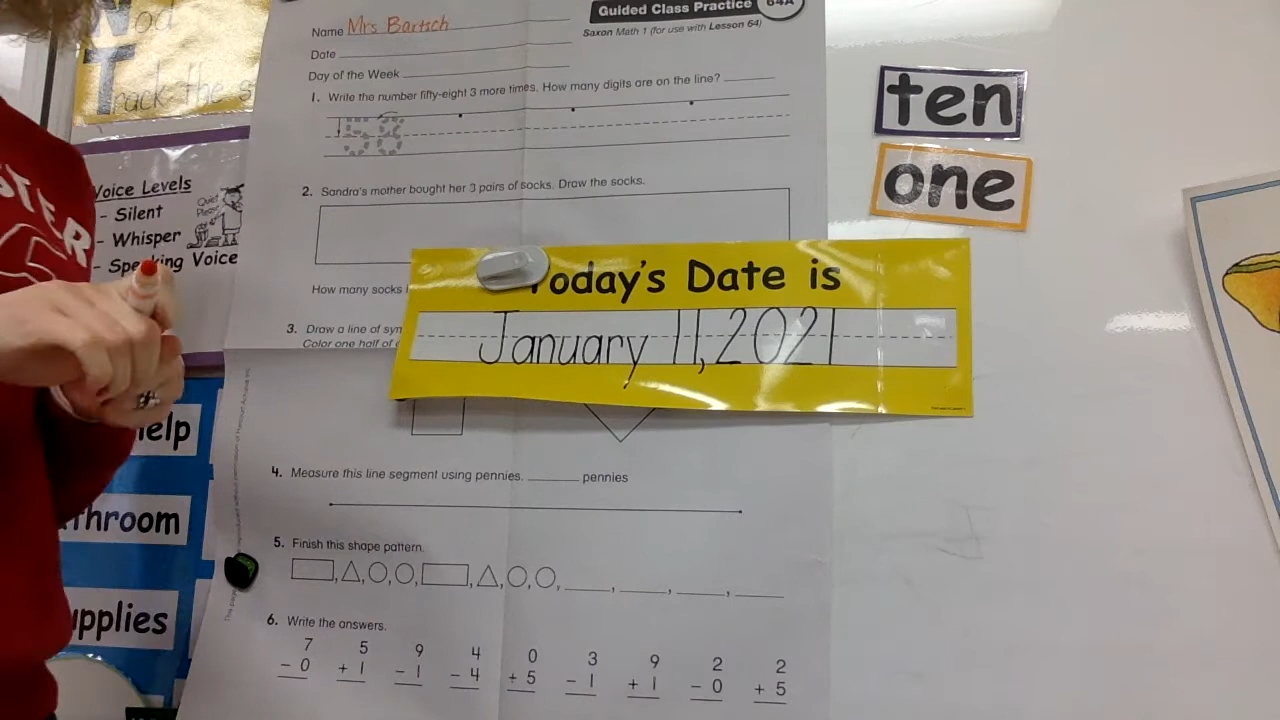 Nod
Track the s
Voice Levels
- Silent
- Whisper
- Speaking Voice
Quiet
Please
help
throom
upplies
Guided Class Practice 64A
Saxon Math 1 (for use with Lesson 64)
Name Mrs Bartsch
Date
Day of the Week
1. Write the number fifty-eight 3 more times. How many digits are on the line?
58
2. Sandra's mother bought her 3 pairs of socks. Draw the socks.
How many socks
3. Draw a line of sym
Color one half of
Today's Date is
January 11, 2021
4. Measure this line segment using pennies. ______ pennies
5. Finish this shape pattern.
6. Write the answers.
7 5 9 4 0 3 9 2 2
- 0 + 1 - 1 - 4 + 5 - 1 + 1 - 0 + 5
ten
one